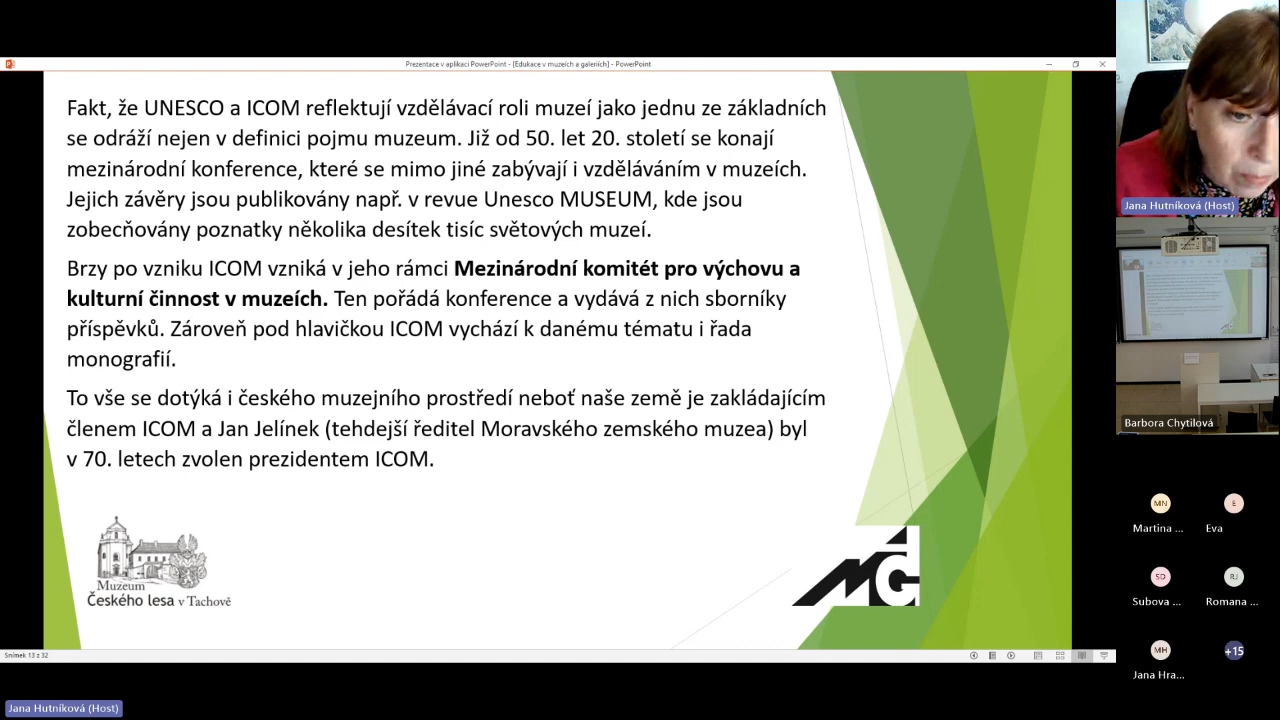 Prezentace v aplikaci PowerPoint - [Edukace v muzeích a galeriích] - PowerPoint
Fakt, že UNESCO a ICOM reflektují vzdělávací roli muzeí jako jednu ze základních
se odráží nejen v definici pojmu muzeum. Již od 50. let 20. století se konají
mezinárodní konference, které se mimo jiné zabývají i vzděláváním v muzeích.
Jejich závěry jsou publikovány např. v revue Unesco MUSEUM, kde jsou
zobecňovány poznatky několika desítek tisíc světových muzeí.
Brzy po vzniku ICOM vzniká v jeho rámci Mezinárodní komitét pro výchovu a
kulturní činnost v muzeích. Ten pořádá konference a vydává z nich sborníky
příspěvků. Zároveň pod hlavičkou ICOM vychází k danému tématu i řada
monografií.
To vše se dotýká i českého muzejního prostředí neboť naše země je zakládajícím
členem ICOM a Jan Jelínek (tehdejší ředitel Moravského zemského muzea) byl
v 70. letech zvolen prezidentem ICOM.
Muzeum
Českého lesa v Tachově
MG
Snímek 13 z 32
Jana Hutníková (Host)
Jana Hutníková (Host)
Barbora Chytilová
MN
E
Martina ...
Eva
SD
RJ
Subova ...
Romana ...
MH
+15
Jana Hra...